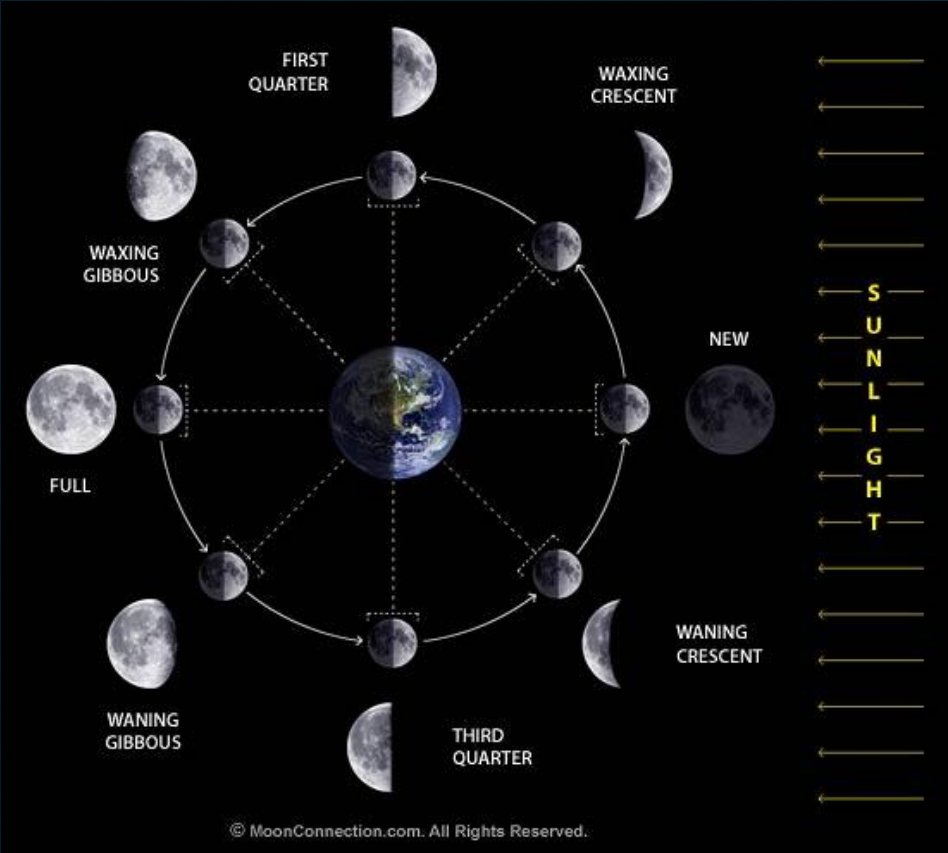 FIRST
QUARTER
WAXING
CRESCENT
WAXING
GIBBOUS
NEW
SUNLIGHT
FULL
WANING
CRESCENT
WANING
GIBBOUS
THIRD
QUARTER
© MoonConnection.com. All Rights Reserved.